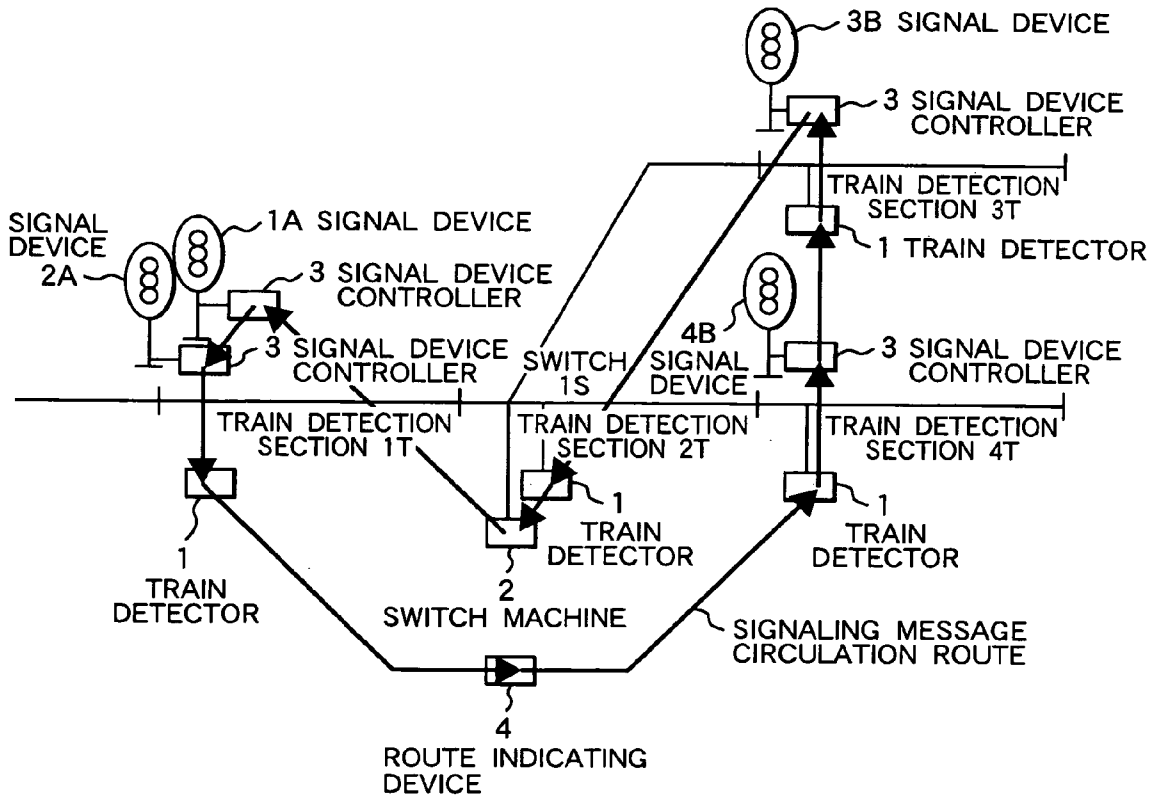 3B SIGNAL DEVICE
3 SIGNAL DEVICE
CONTROLLER
TRAIN DETECTION
SECTION 3T
1 TRAIN DETECTOR
SIGNAL
DEVICE
2A
1A SIGNAL DEVICE
3 SIGNAL DEVICE
CONTROLLER
3 SIGNAL DEVICE
CONTROLLER
SWITCH
1S
4B
SIGNAL
DEVICE
3 SIGNAL DEVICE
CONTROLLER
TRAIN DETECTION
SECTION 1T
TRAIN DETECTION
SECTION 2T
TRAIN DETECTION
SECTION 4T
1
TRAIN
DETECTOR
1
TRAIN
DETECTOR
1
TRAIN
DETECTOR
2
SWITCH MACHINE
SIGNALING MESSAGE
CIRCULATION ROUTE
4
ROUTE INDICATING
DEVICE